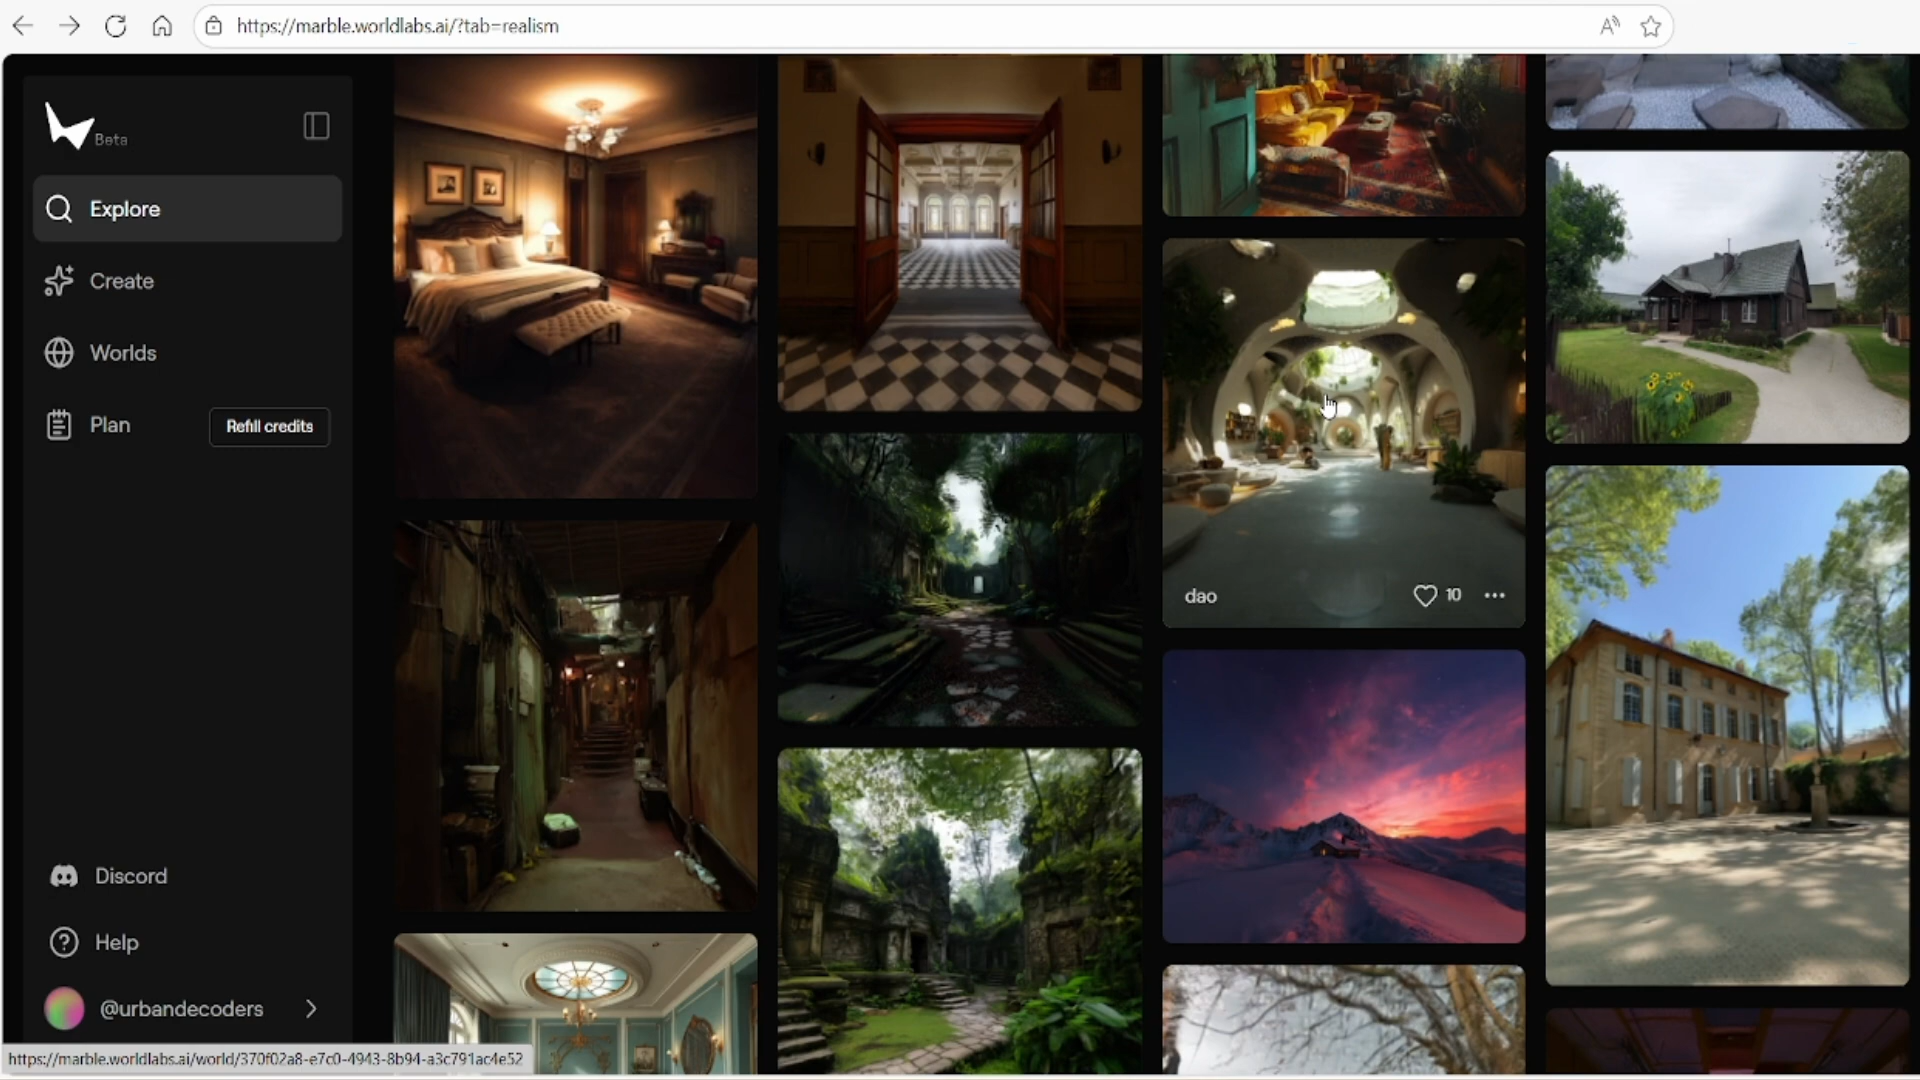 https://marble.worldlabs.ai/?tab=realism
Beta
Explore
Create
Worlds
Plan
Refill credits
dao
10
Discord
Help
@urbandecoders
https://marble.worldlabs.ai/world/370f02a8-e7c0-4943-8b94-a3c791ac4e52